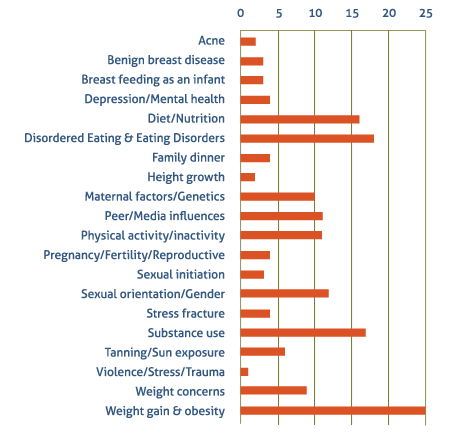 0 5 10 15 20 25
Acne
Benign breast disease
Breast feeding as an infant
Depression/Mental health
Diet/Nutrition
Disordered Eating & Eating Disorders
Family dinner
Height growth
Maternal factors/Genetics
Peer/Media influences
Physical activity/inactivity
Pregnancy/Fertility/Reproductive
Sexual initiation
Sexual orientation/Gender
Stress fracture
Substance use
Tanning/Sun exposure
Violence/Stress/Trauma
Weight concerns
Weight gain & obesity